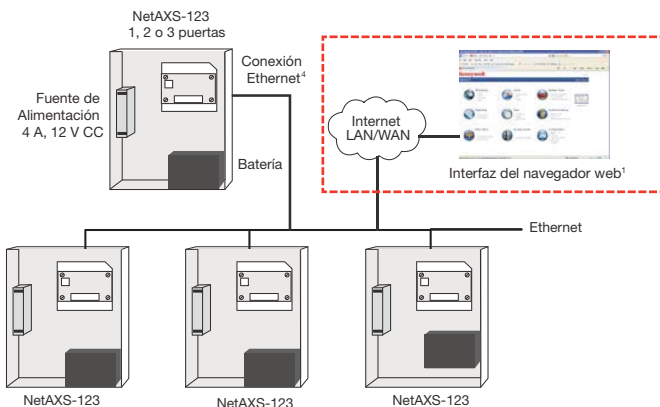 NetAXS-123
1, 2 o 3 puertas
Conexión
Ethernet⁴
Fuente de
Alimentación
4 A, 12 V CC
Batería
Internet
LAN/WAN
Honeywell
Interfaz del navegador web¹
Ethernet
NetAXS-123
NetAXS-123
NetAXS-123